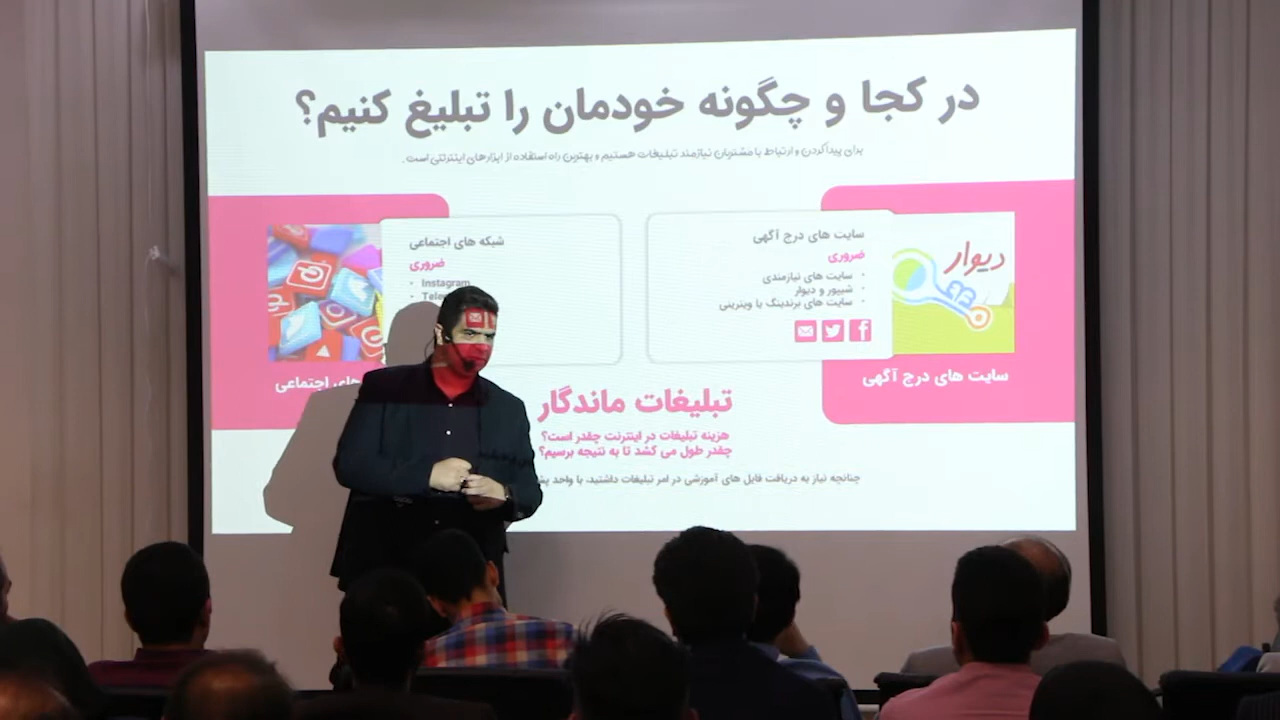 در کجا و چگونه خودمان را تبلیغ کنیم؟
برای پیدا کردن و ارتباط با مشتریان نیازمند تبلیغات هستیم و بهترین راه استفاده از ابزارهای اینترنتی است.
سایت های درج آگهی
ضروری
سایت های نیازمندی
شیپور و دیوار
سایت های برندینگ یا ویترینی
دیوار
سایت های درج آگهی
شبکه های اجتماعی
ضروری
Instagram
های اجتماعی
تبلیغات ماندگار
هزینه تبلیغات در اینترنت چقدر است؟
چقدر طول می کشد تا به نتیجه برسیم؟
چنانچه نیاز به دریافت فایل های آموزشی در امر تبلیغات داشتید، با واحد